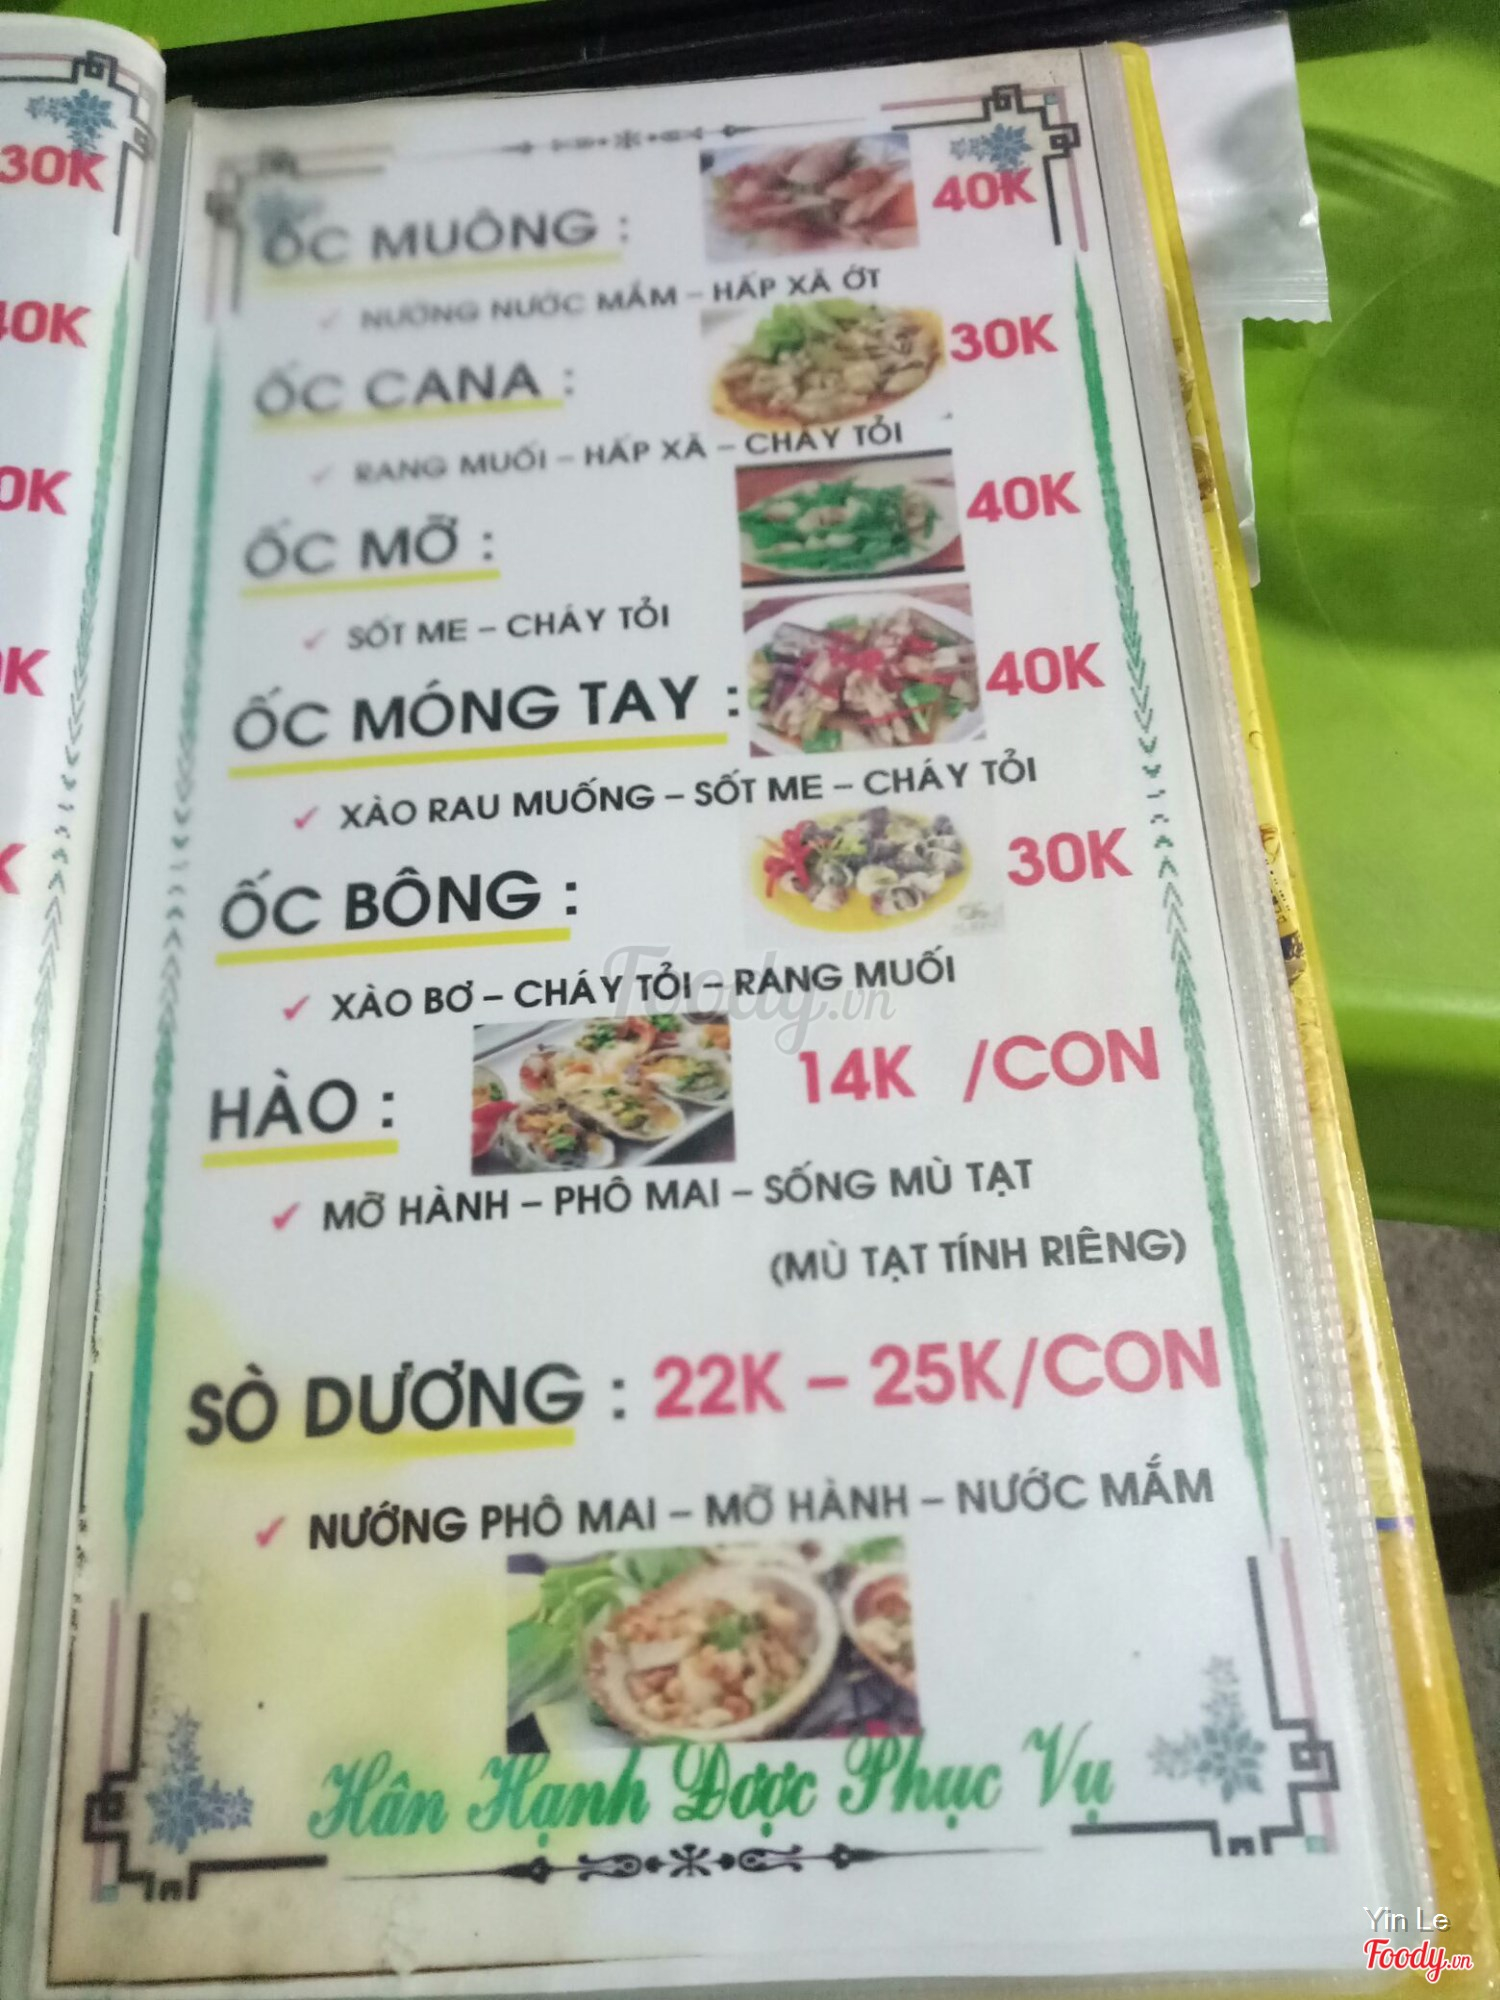 30K
40K
0K
K
K
ỐC MUÔNG : 40K
✓ NƯỚNG NƯỚC MẮM – HẤP XÃ ỚT
ỐC CANA : 30K
✓ RANG MUỐI – HẤP XÃ – CHÁY TỎI
ỐC MỠ : 40K
✓ SỐT ME – CHÁY TỎI
ỐC MÓNG TAY : 40K
✓ XÀO RAU MUỐNG – SỐT ME – CHÁY TỎI
ỐC BÔNG : 30K
✓ XÀO BƠ – CHÁY TỎI – RANG MUỐI
HÀO : 14K /CON
✓ MỠ HÀNH – PHÔ MAI – SỐNG MÙ TẠT
(MÙ TẠT TÍNH RIÊNG)
SÒ DƯƠNG : 22K – 25K/CON
✓ NƯỚNG PHÔ MAI – MỠ HÀNH – NƯỚC MẮM
Hân Hạnh Được Phục Vụ
Foody.vn
Yin Le
Foody.vn